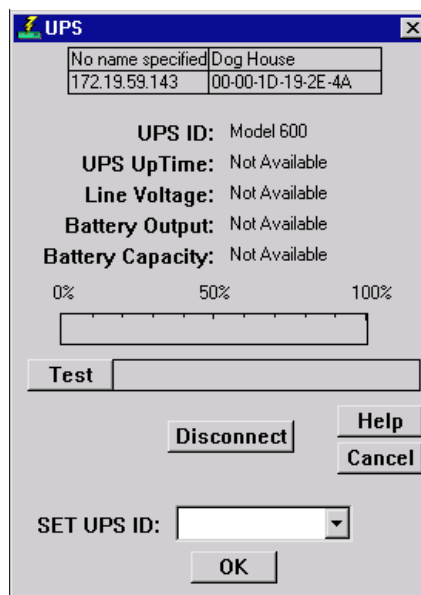 UPS
No name specified Dog House
172.19.59.143 00-00-1D-19-2E-4A
UPS ID: Model 600
UPS UpTime: Not Available
Line Voltage: Not Available
Battery Output: Not Available
Battery Capacity: Not Available
0% 50% 100%
Test
Disconnect
Help
Cancel
SET UPS ID:
OK